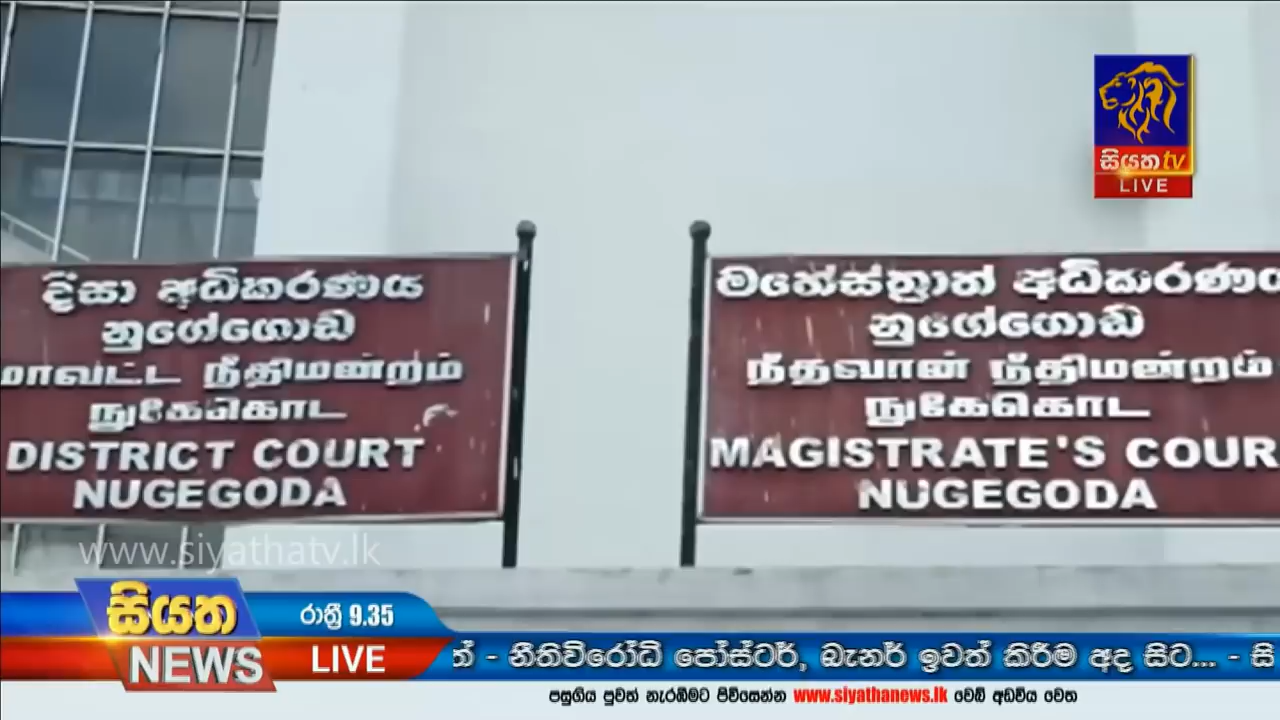 සියත tv
LIVE
දිසා අධිකරණය
නුගේගොඩ
மாவட்ட நீதிமன்றம்
நுகேகொட
DISTRICT COURT
NUGEGODA
මහේස්ත්‍රාත් අධිකරණය
නුගේගොඩ
நீதவான் நீதிமன்றம்
நுகேகொட
MAGISTRATE'S COUR
NUGEGODA
www.siyathatv.lk
සියත
NEWS
රාත්‍රී 9.35
LIVE
ත් - නීතිවිරෝධී පෝස්ටර්, බැනර් ඉවත් කිරීම අද සිට... - සි
පසුගිය පුවත් නැරඹීමට පිවිසෙන්න www.siyathanews.lk වෙබ් අඩවිය වෙත